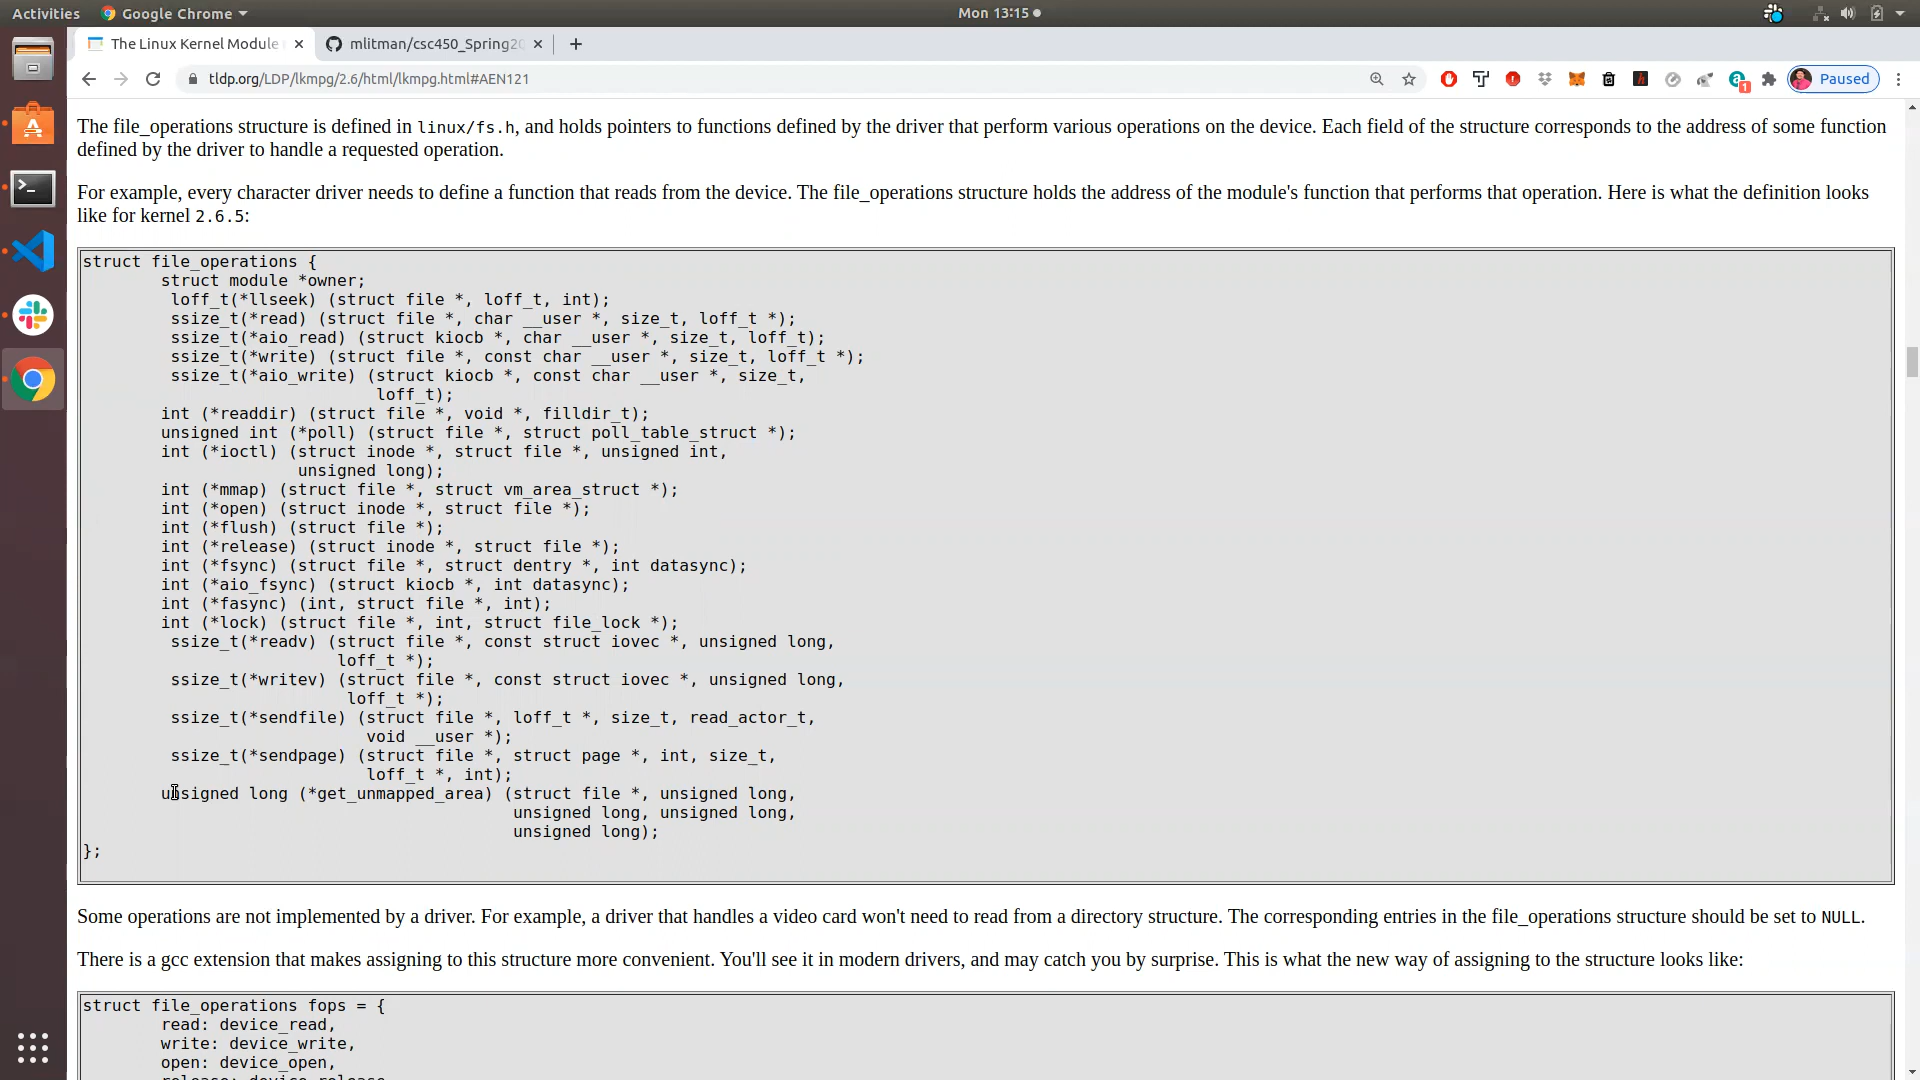 Activities
Google Chrome
Mon 13:15
The Linux Kernel Module
mlitman/csc450_Spring20
tldp.org/LDP/lkmpg/2.6/html/lkmpg.html#AEN121
1
Paused
The file_operations structure is defined in linux/fs.h, and holds pointers to functions defined by the driver that perform various operations on the device. Each field of the structure corresponds to the address of some function
defined by the driver to handle a requested operation.
For example, every character driver needs to define a function that reads from the device. The file_operations structure holds the address of the module's function that performs that operation. Here is what the definition looks
like for kernel 2.6.5:
struct file_operations {
struct module *owner;
loff_t(*llseek) (struct file *, loff_t, int);
ssize_t(*read) (struct file *, char __user *, size_t, loff_t *);
ssize_t(*aio_read) (struct kiocb *, char __user *, size_t, loff_t);
ssize_t(*write) (struct file *, const char __user *, size_t, loff_t *);
ssize_t(*aio_write) (struct kiocb *, const char __user *, size_t,
loff_t);
int (*readdir) (struct file *, void *, filldir_t);
unsigned int (*poll) (struct file *, struct poll_table_struct *);
int (*ioctl) (struct inode *, struct file *, unsigned int,
unsigned long);
int (*mmap) (struct file *, struct vm_area_struct *);
int (*open) (struct inode *, struct file *);
int (*flush) (struct file *);
int (*release) (struct inode *, struct file *);
int (*fsync) (struct file *, struct dentry *, int datasync);
int (*aio_fsync) (struct kiocb *, int datasync);
int (*fasync) (int, struct file *, int);
int (*lock) (struct file *, int, struct file_lock *);
ssize_t(*readv) (struct file *, const struct iovec *, unsigned long,
loff_t *);
ssize_t(*writev) (struct file *, const struct iovec *, unsigned long,
loff_t *);
ssize_t(*sendfile) (struct file *, loff_t *, size_t, read_actor_t,
void __user *);
ssize_t(*sendpage) (struct file *, struct page *, int, size_t,
loff_t *, int);
unsigned long (*get_unmapped_area) (struct file *, unsigned long,
unsigned long, unsigned long,
unsigned long);
};
Some operations are not implemented by a driver. For example, a driver that handles a video card won't need to read from a directory structure. The corresponding entries in the file_operations structure should be set to NULL.
There is a gcc extension that makes assigning to this structure more convenient. You'll see it in modern drivers, and may catch you by surprise. This is what the new way of assigning to the structure looks like:
struct file_operations fops = {
read: device_read,
write: device_write,
open: device_open,
release: device_release